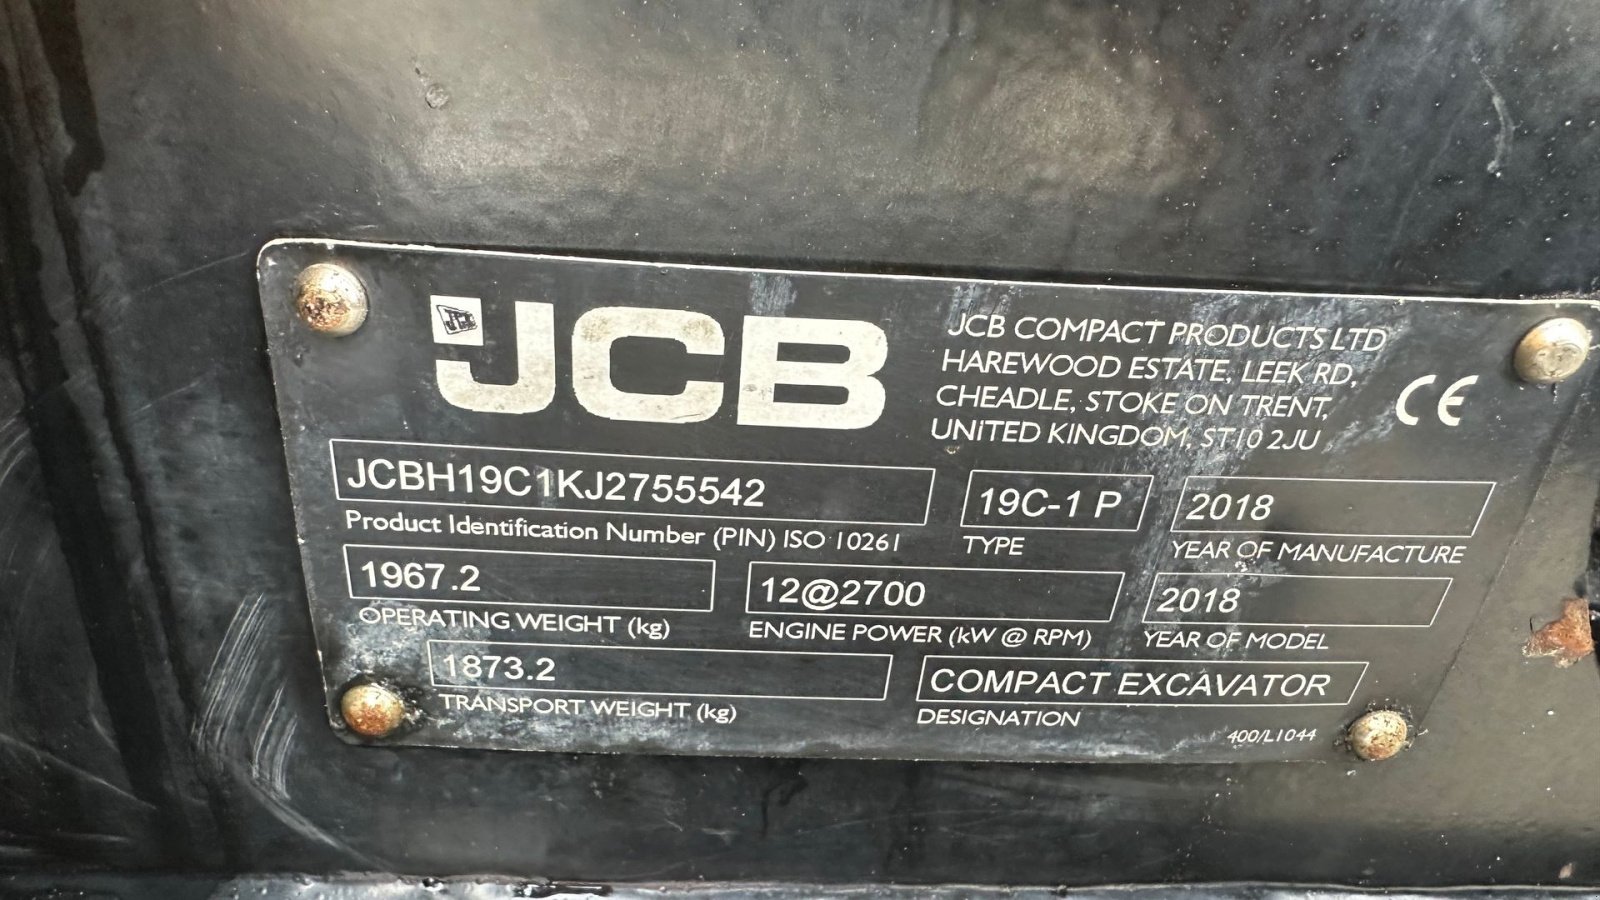 JCB
JCB
JCB COMPACT PRODUCTS LTD
HAREWOOD ESTATE, LEEK RD,
CHEADLE, STOKE ON TRENT,
UNITED KINGDOM, ST10 2JU
CE
JCBH19C1KJ2755542
Product Identification Number (PIN) ISO 10261
19C-1 P
TYPE
2018
YEAR OF MANUFACTURE
1967.2
OPERATING WEIGHT (kg)
12@2700
ENGINE POWER (kW @ RPM)
2018
YEAR OF MODEL
1873.2
TRANSPORT WEIGHT (kg)
COMPACT EXCAVATOR
DESIGNATION
400/L1044